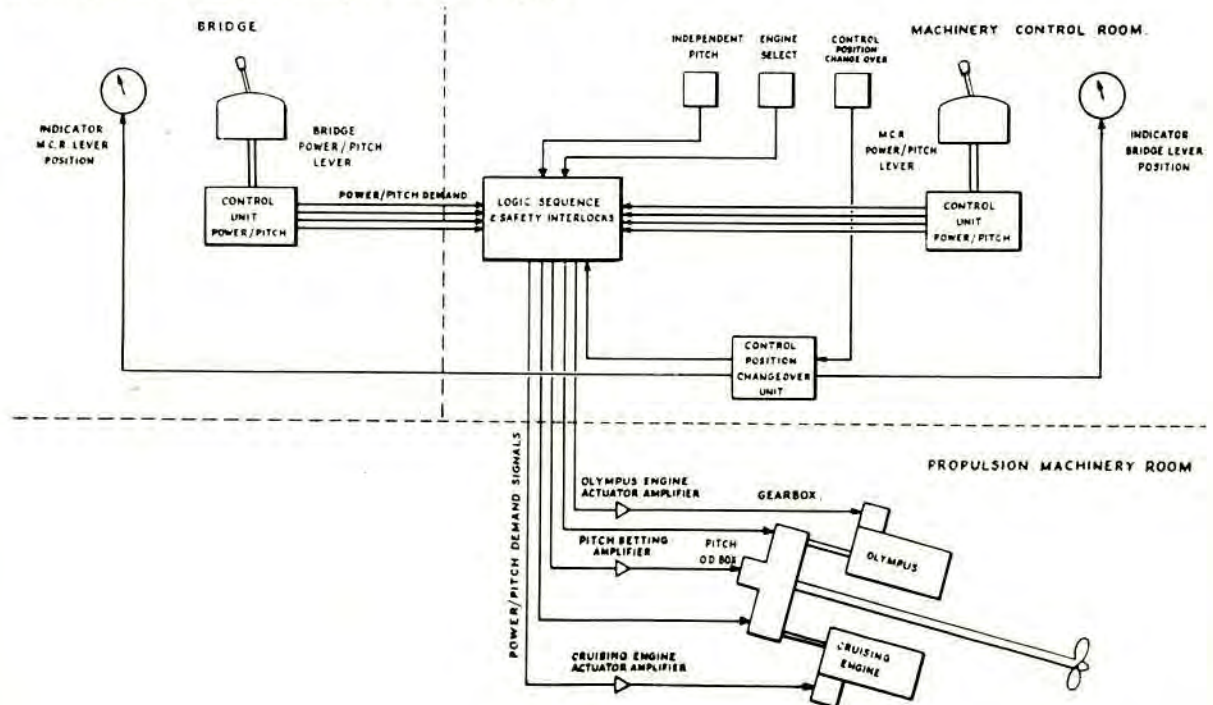 BRIDGE
INDICATOR
M.C.R. LEVER
POSITION
BRIDGE
POWER/PITCH
LEVER
CONTROL
UNIT
POWER/PITCH
POWER/PITCH DEMAND
INDEPENDENT
PITCH
ENGINE
SELECT
CONTROL
POSITION
CHANGE OVER
MACHINERY CONTROL ROOM.
LOGIC SEQUENCE
& SAFETY INTERLOCKS
M.C.R.
POWER/PITCH
LEVER
CONTROL
UNIT
POWER/PITCH
INDICATOR
BRIDGE LEVER
POSITION
CONTROL
POSITION
CHANGEOVER
UNIT
PROPULSION MACHINERY ROOM
POWER/PITCH DEMAND SIGNALS
OLYMPUS ENGINE
ACTUATOR AMPLIFIER
GEARBOX
PITCH SETTING
AMPLIFIER
PITCH
O.D BOX
OLYMPUS
CRUISING
ENGINE
CRUISING ENGINE
ACTUATOR AMPLIFIER